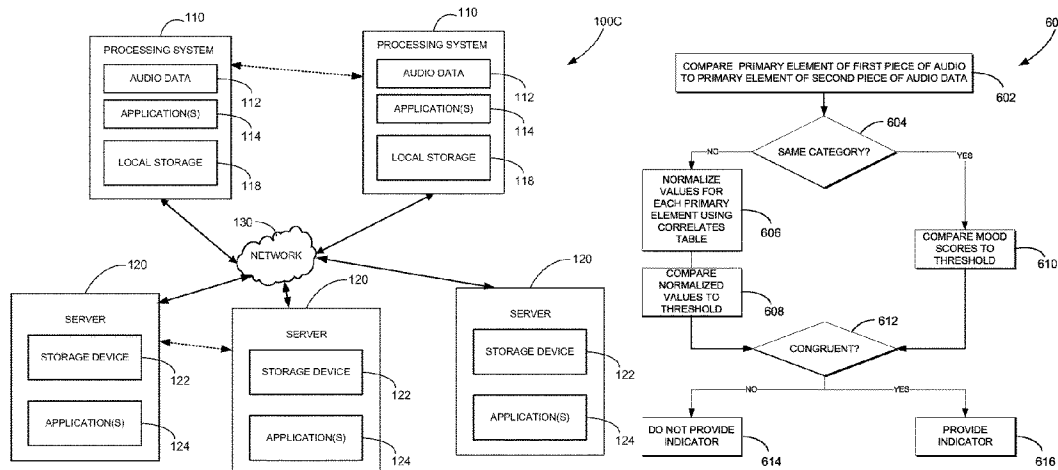 110
PROCESSING SYSTEM
AUDIO DATA
112
APPLICATION(S)
114
LOCAL STORAGE
118
110
PROCESSING SYSTEM
AUDIO DATA
112
APPLICATION(S)
114
LOCAL STORAGE
118
100C
130
NETWORK
120
SERVER
STORAGE DEVICE
122
APPLICATION(S)
124
120
SERVER
STORAGE DEVICE
122
APPLICATION(S)
124
120
SERVER
STORAGE DEVICE
122
APPLICATION(S)
124
60
COMPARE PRIMARY ELEMENT OF FIRST PIECE OF AUDIO
TO PRIMARY ELEMENT OF SECOND PIECE OF AUDIO DATA
602
604
SAME CATEGORY?
NO
YES
NORMALIZE
VALUES FOR
EACH PRIMARY
ELEMENT USING
CORRELATES
TABLE
606
COMPARE MOOD
SCORES TO
THRESHOLD
610
COMPARE
NORMALIZED
VALUES TO
THRESHOLD
608
612
CONGRUENT?
NO
YES
DO NOT PROVIDE
INDICATOR
614
PROVIDE
INDICATOR
616